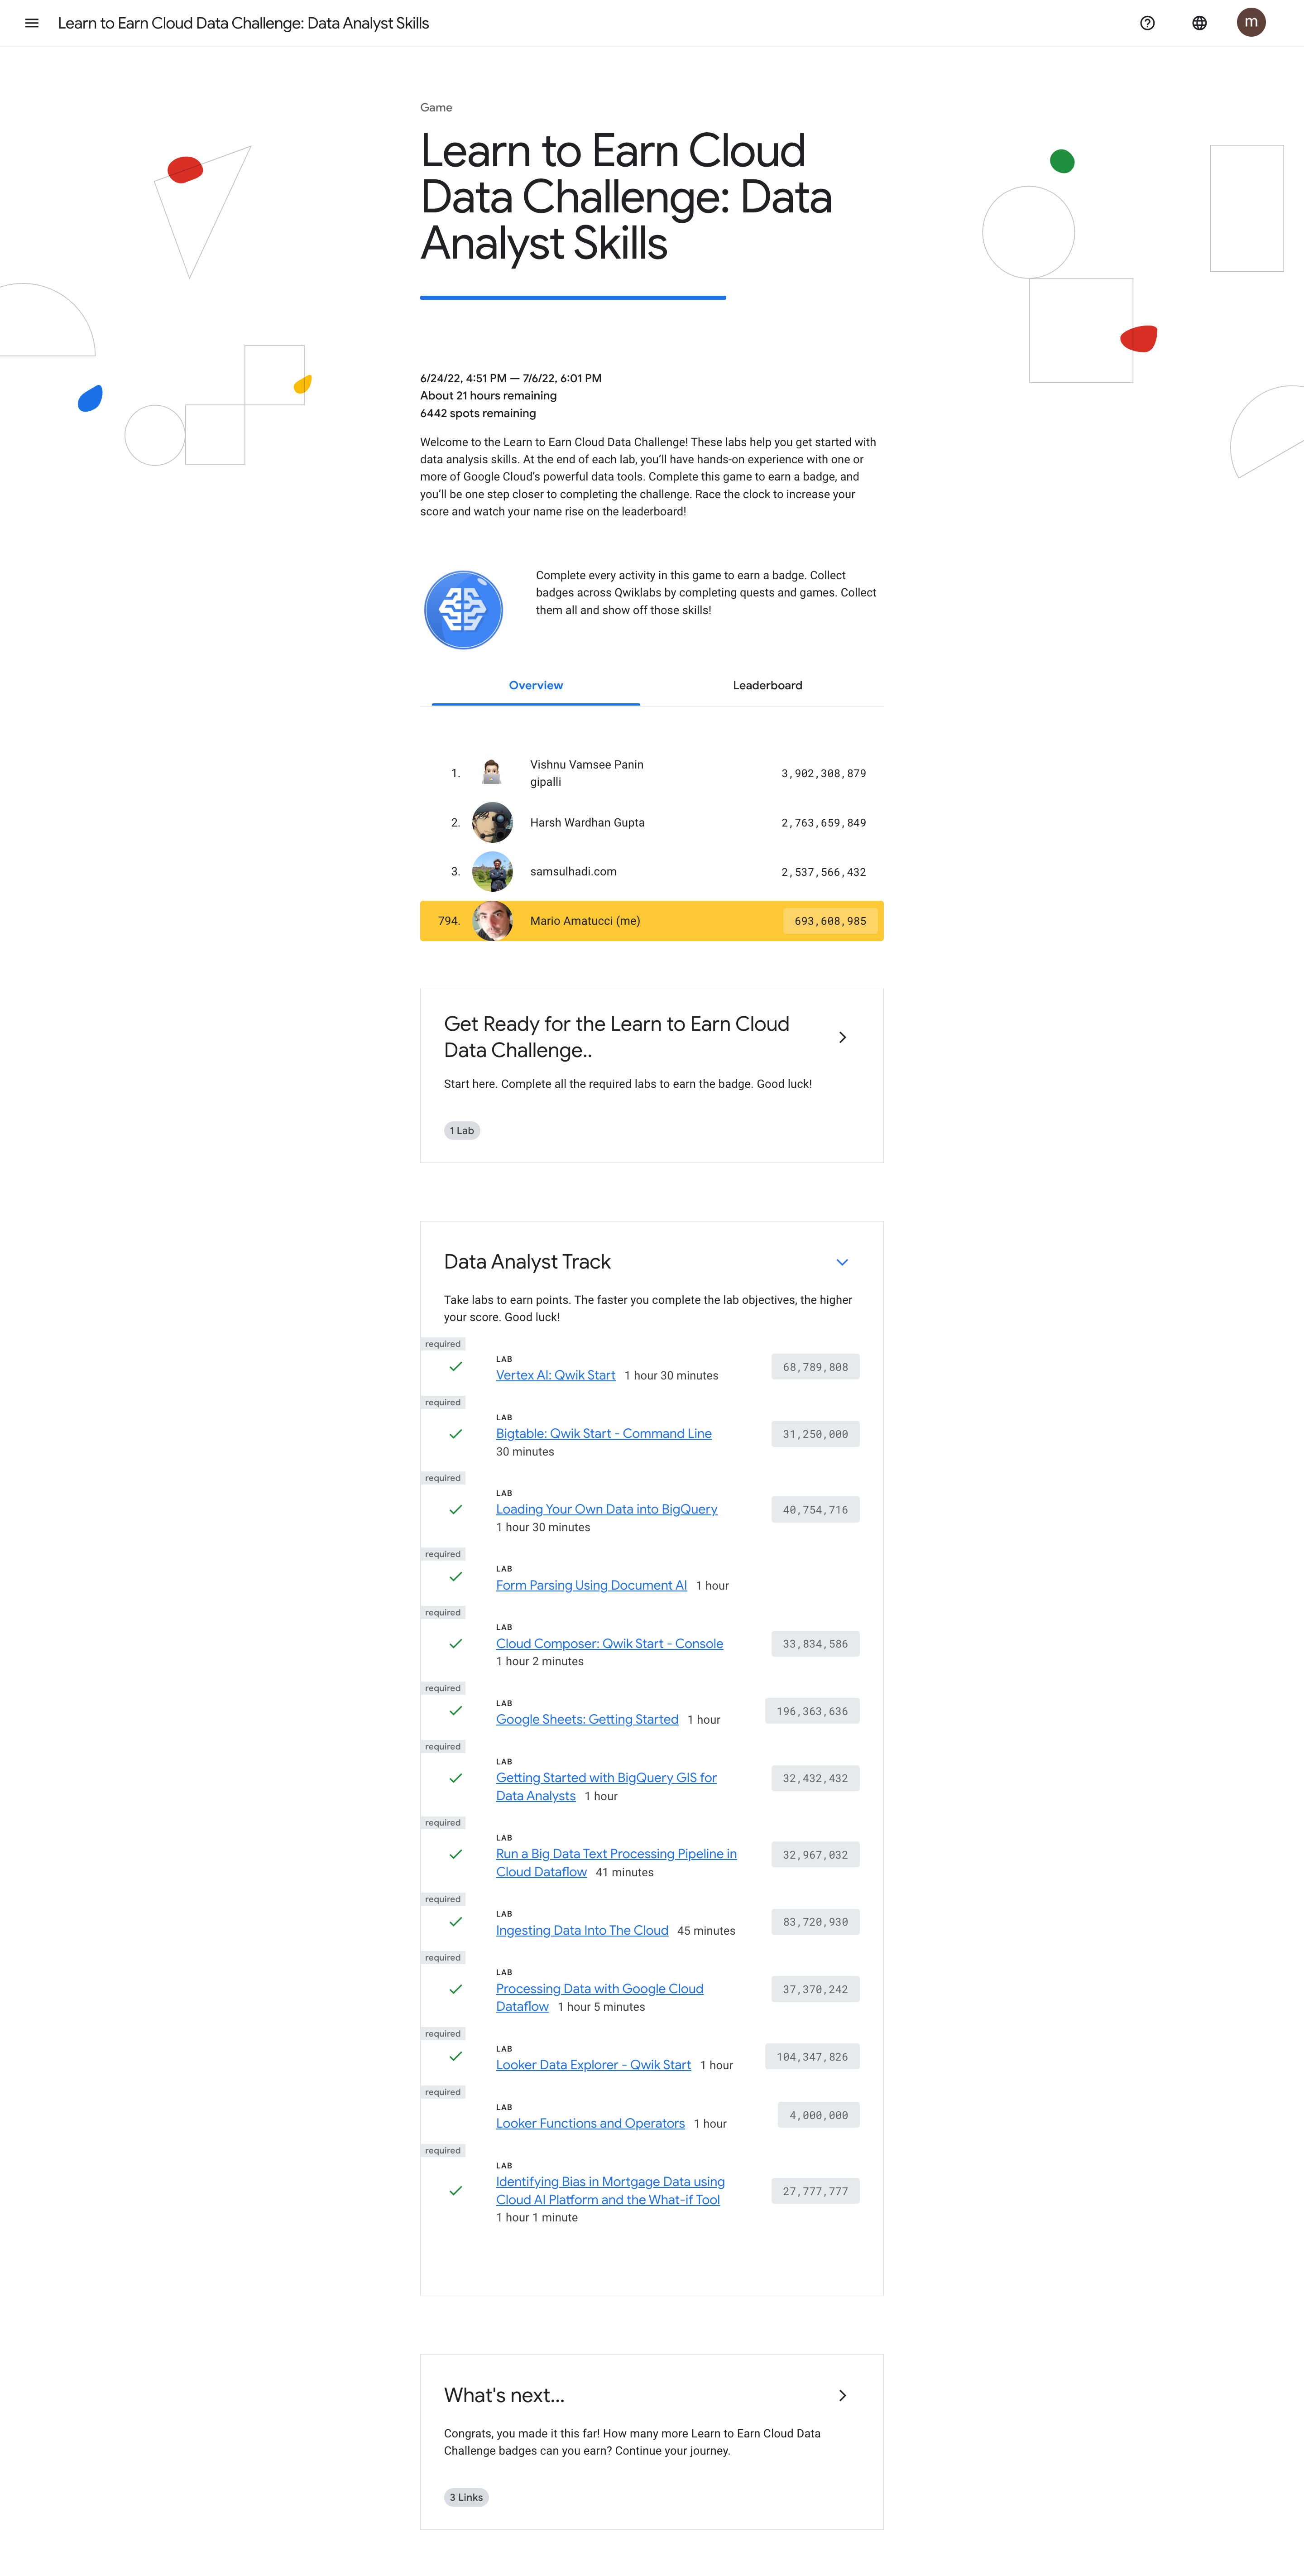 Learn to Earn Cloud Data Challenge: Data Analyst Skills
m
Game
Learn to Earn Cloud
Data Challenge: Data
Analyst Skills
6/24/22, 4:51 PM — 7/6/22, 6:01 PM
About 21 hours remaining
6442 spots remaining
Welcome to the Learn to Earn Cloud Data Challenge! These labs help you get started with
data analysis skills. At the end of each lab, you'll have hands-on experience with one or
more of Google Cloud's powerful data tools. Complete this game to earn a badge, and
you'll be one step closer to completing the challenge. Race the clock to increase your
score and watch your name rise on the leaderboard!
Complete every activity in this game to earn a badge. Collect
badges across Qwiklabs by completing quests and games. Collect
them all and show off those skills!
Overview Leaderboard
1. Vishnu Vamsee Panin
gipalli 3,902,308,879
2. Harsh Wardhan Gupta 2,763,659,849
3. samsulhadi.com 2,537,566,432
794. Mario Amatucci (me) 693,608,985
Get Ready for the Learn to Earn Cloud
Data Challenge..
Start here. Complete all the required labs to earn the badge. Good luck!
1 Lab
Data Analyst Track
Take labs to earn points. The faster you complete the lab objectives, the higher
your score. Good luck!
required
LAB
Vertex AI: Qwik Start 1 hour 30 minutes 68,789,808
required
LAB
Bigtable: Qwik Start - Command Line 31,250,000
30 minutes
required
LAB
Loading Your Own Data into BigQuery 40,754,716
1 hour 30 minutes
required
LAB
Form Parsing Using Document AI 1 hour
required
LAB
Cloud Composer: Qwik Start - Console 33,834,586
1 hour 2 minutes
required
LAB
Google Sheets: Getting Started 1 hour 196,363,636
required
LAB
Getting Started with BigQuery GIS for 32,432,432
Data Analysts 1 hour
required
LAB
Run a Big Data Text Processing Pipeline in 32,967,032
Cloud Dataflow 41 minutes
required
LAB
Ingesting Data Into The Cloud 45 minutes 83,720,930
required
LAB
Processing Data with Google Cloud 37,370,242
Dataflow 1 hour 5 minutes
required
LAB
Looker Data Explorer - Qwik Start 1 hour 104,347,826
required
LAB
Looker Functions and Operators 1 hour 4,000,000
required
LAB
Identifying Bias in Mortgage Data using 27,777,777
Cloud AI Platform and the What-if Tool
1 hour 1 minute
What's next...
Congrats, you made it this far! How many more Learn to Earn Cloud Data
Challenge badges can you earn? Continue your journey.
3 Links